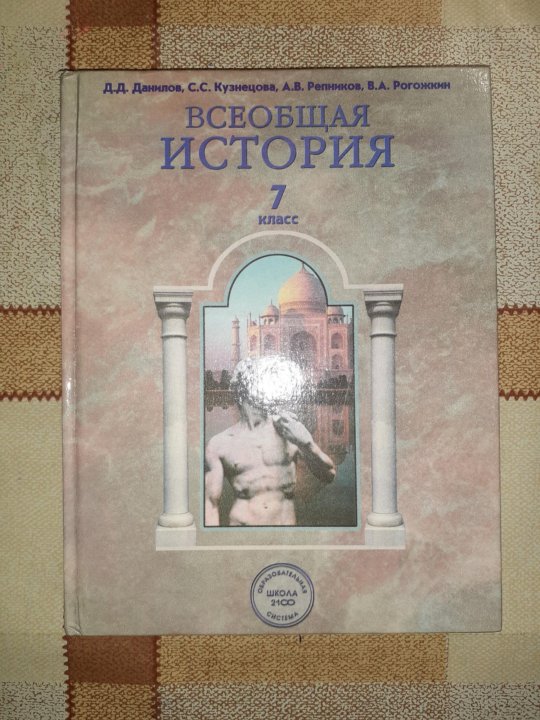 Д.Д. Данилов, С.С. Кузнецова, А.В. Репников, В.А. Рогожкин
ВСЕОБЩАЯ
ИСТОРИЯ
7
класс
ОБРАЗОВАТЕЛЬНАЯ
ШКОЛА
2100
СИСТЕМА